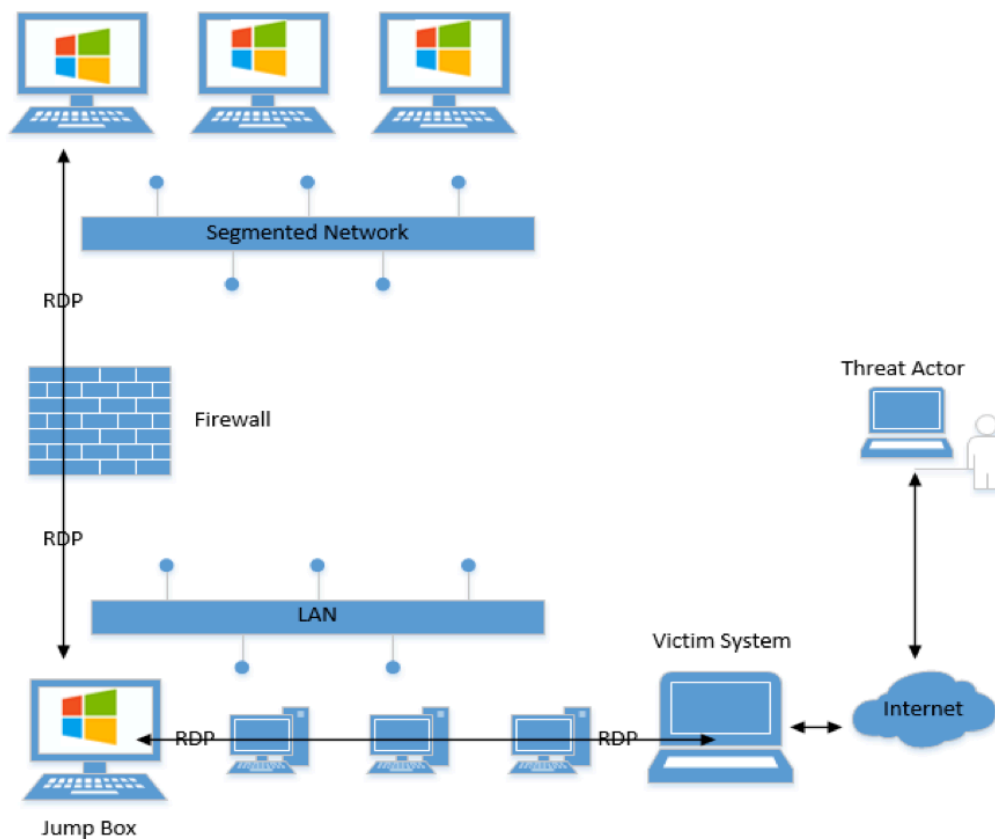 Segmented Network
RDP
Firewall
Threat Actor
RDP
LAN
Victim System
Internet
RDP
RDP
Jump Box